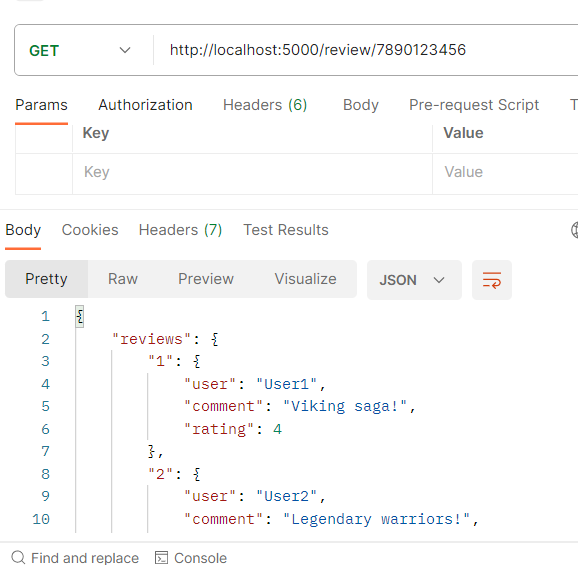 GET http://localhost:5000/review/7890123456
Params Authorization Headers (6) Body Pre-request Script T
Key Value
Key Value
Body Cookies Headers (7) Test Results
Pretty Raw Preview Visualize JSON
1 {
2 "reviews": {
3 "1": {
4 "user": "User1",
5 "comment": "Viking saga!",
6 "rating": 4
7 },
8 "2": {
9 "user": "User2",
10 "comment": "Legendary warriors!",
Find and replace Console